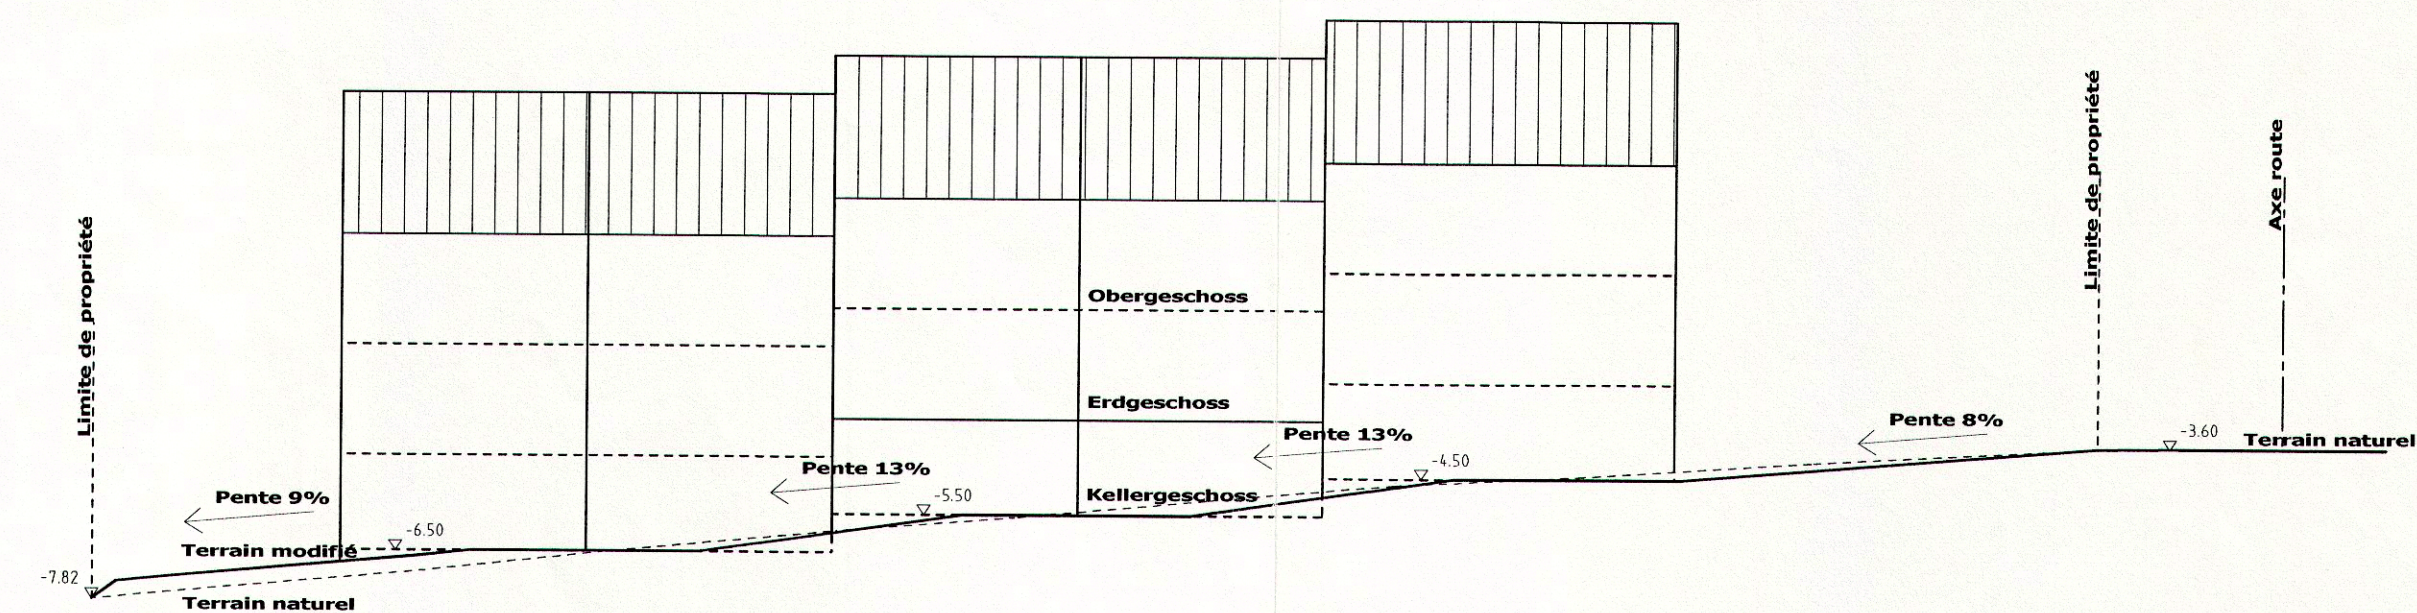 Limite de propriété
Axe route
Limite de propriété
Obergeschoss
Erdgeschoss
Pente 8%
Pente 13%
-3.60
Terrain naturel
Pente 13%
-4.50
Pente 9%
-5.50
Kellergeschoss
-6.50
Terrain modifié
-7.82
Terrain naturel